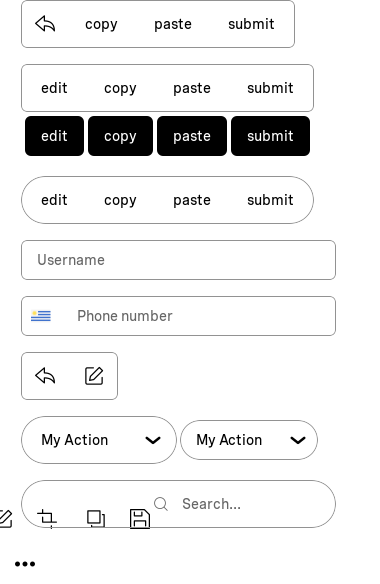 copy paste submit
edit copy paste submit
edit copy paste submit
edit copy paste submit
Username
Phone number
My Action My Action
Search...